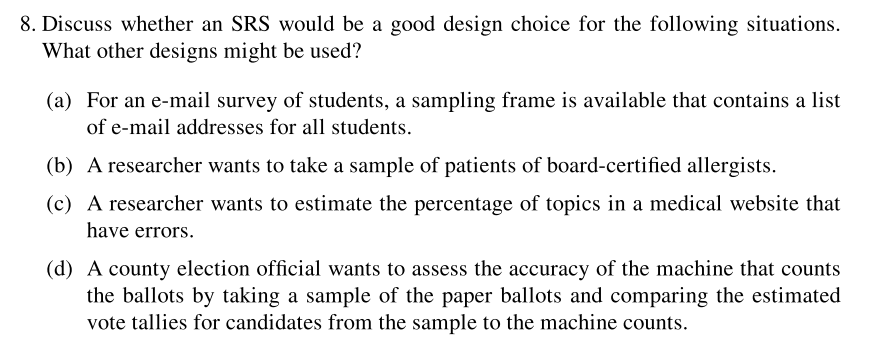 8. Discuss whether an SRS would be a good design choice for the following situations.
What other designs might be used?
(a) For an e-mail survey of students, a sampling frame is available that contains a list
of e-mail addresses for all students.
(b) A researcher wants to take a sample of patients of board-certified allergists.
(c) A researcher wants to estimate the percentage of topics in a medical website that
have errors.
(d) A county election official wants to assess the accuracy of the machine that counts
the ballots by taking a sample of the paper ballots and comparing the estimated
vote tallies for candidates from the sample to the machine counts.